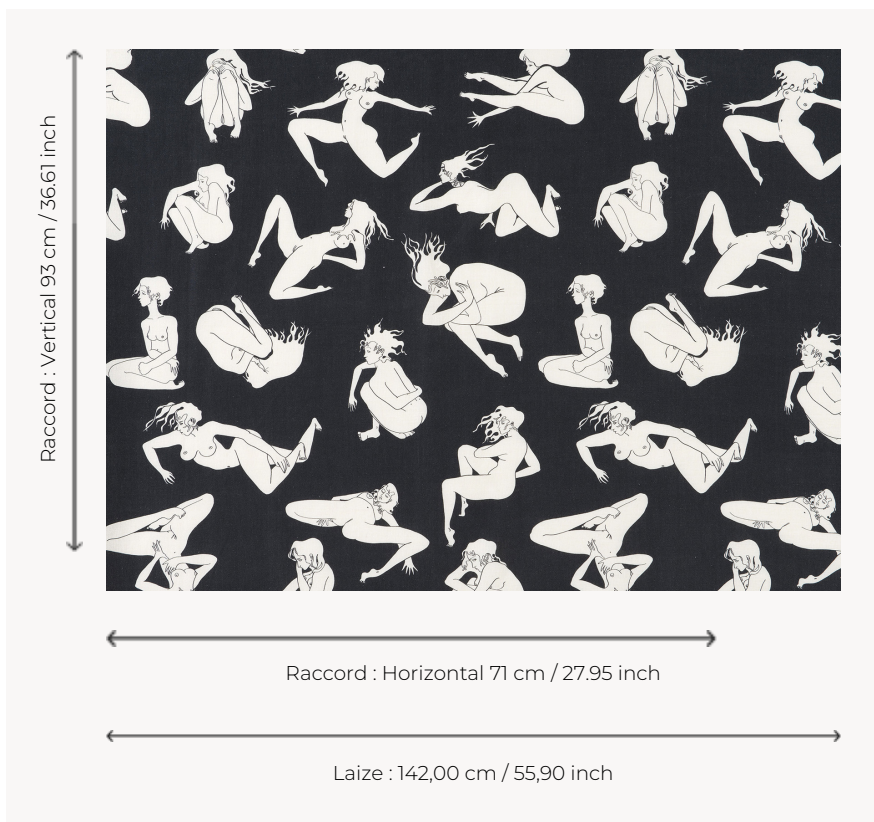 Raccord : Vertical 93 cm / 36.61 inch
Raccord : Horizontal 71 cm / 27.95 inch
Laize : 142,00 cm / 55,90 inch